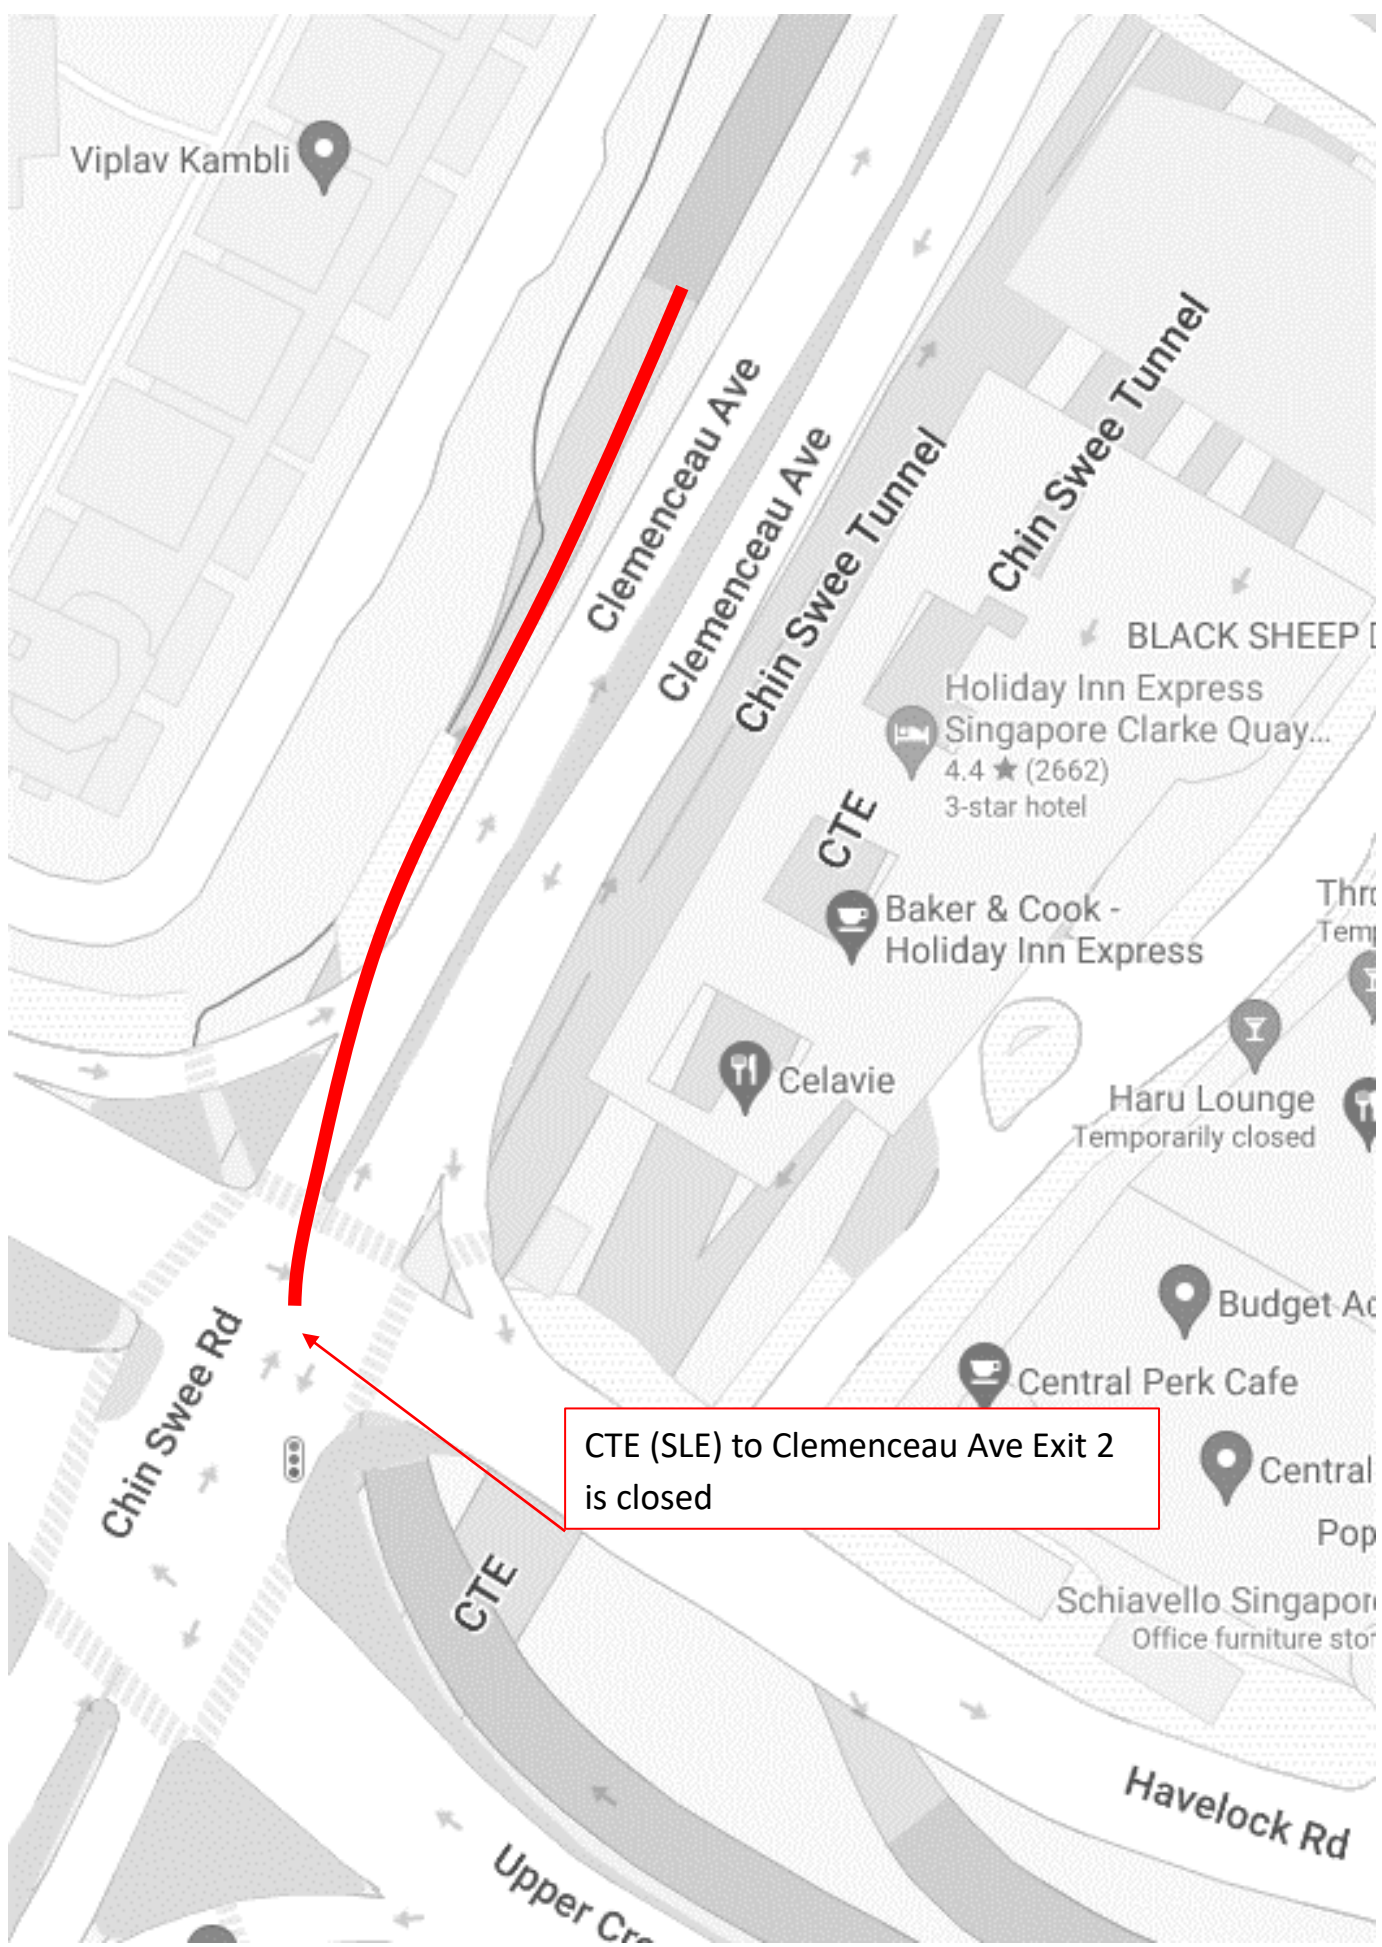 Viplav Kambli
Clemenceau Ave
Clemenceau Ave
Chin Swee Tunnel
Chin Swee Tunnel
BLACK SHEEP
Holiday Inn Express
Singapore Clarke Quay...
4.4 ★ (2662)
3-star hotel
CTE
Baker & Cook -
Holiday Inn Express
Celavie
Haru Lounge
Temporarily closed
Budget
Chin Swee Rd
Central Perk Cafe
CTE (SLE) to Clemenceau Ave Exit 2
is closed
Central
Pop
CTE
Schiavello
Office furniture
Havelock Rd
Upper